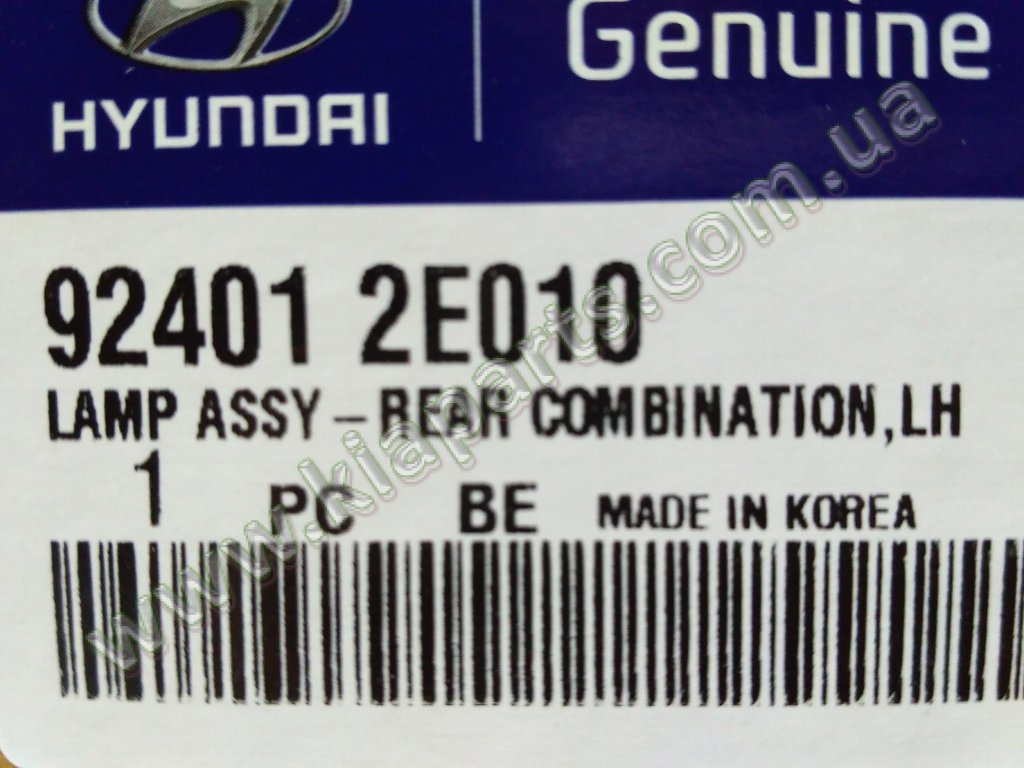 HYUNDAI
Genuine
92401 2E010
LAMP ASSY - REAR COMBINATION, LH
1 PC BE MADE IN KOREA
www.kiaparts.com.ua